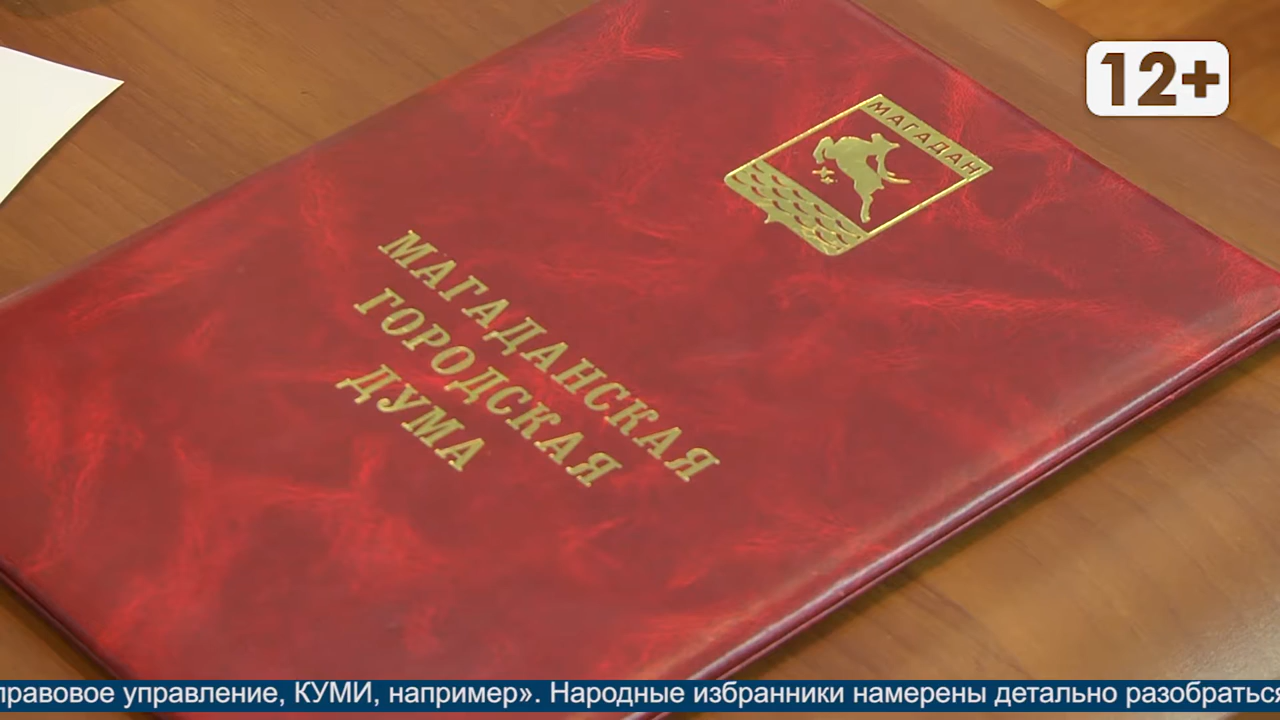 12+
МАГАДАН
МАГАДАНСКАЯ
ГОРОДСКАЯ
ДУМА
правовое управление, КУМИ, например». Народные избранники намерены детально разобраться